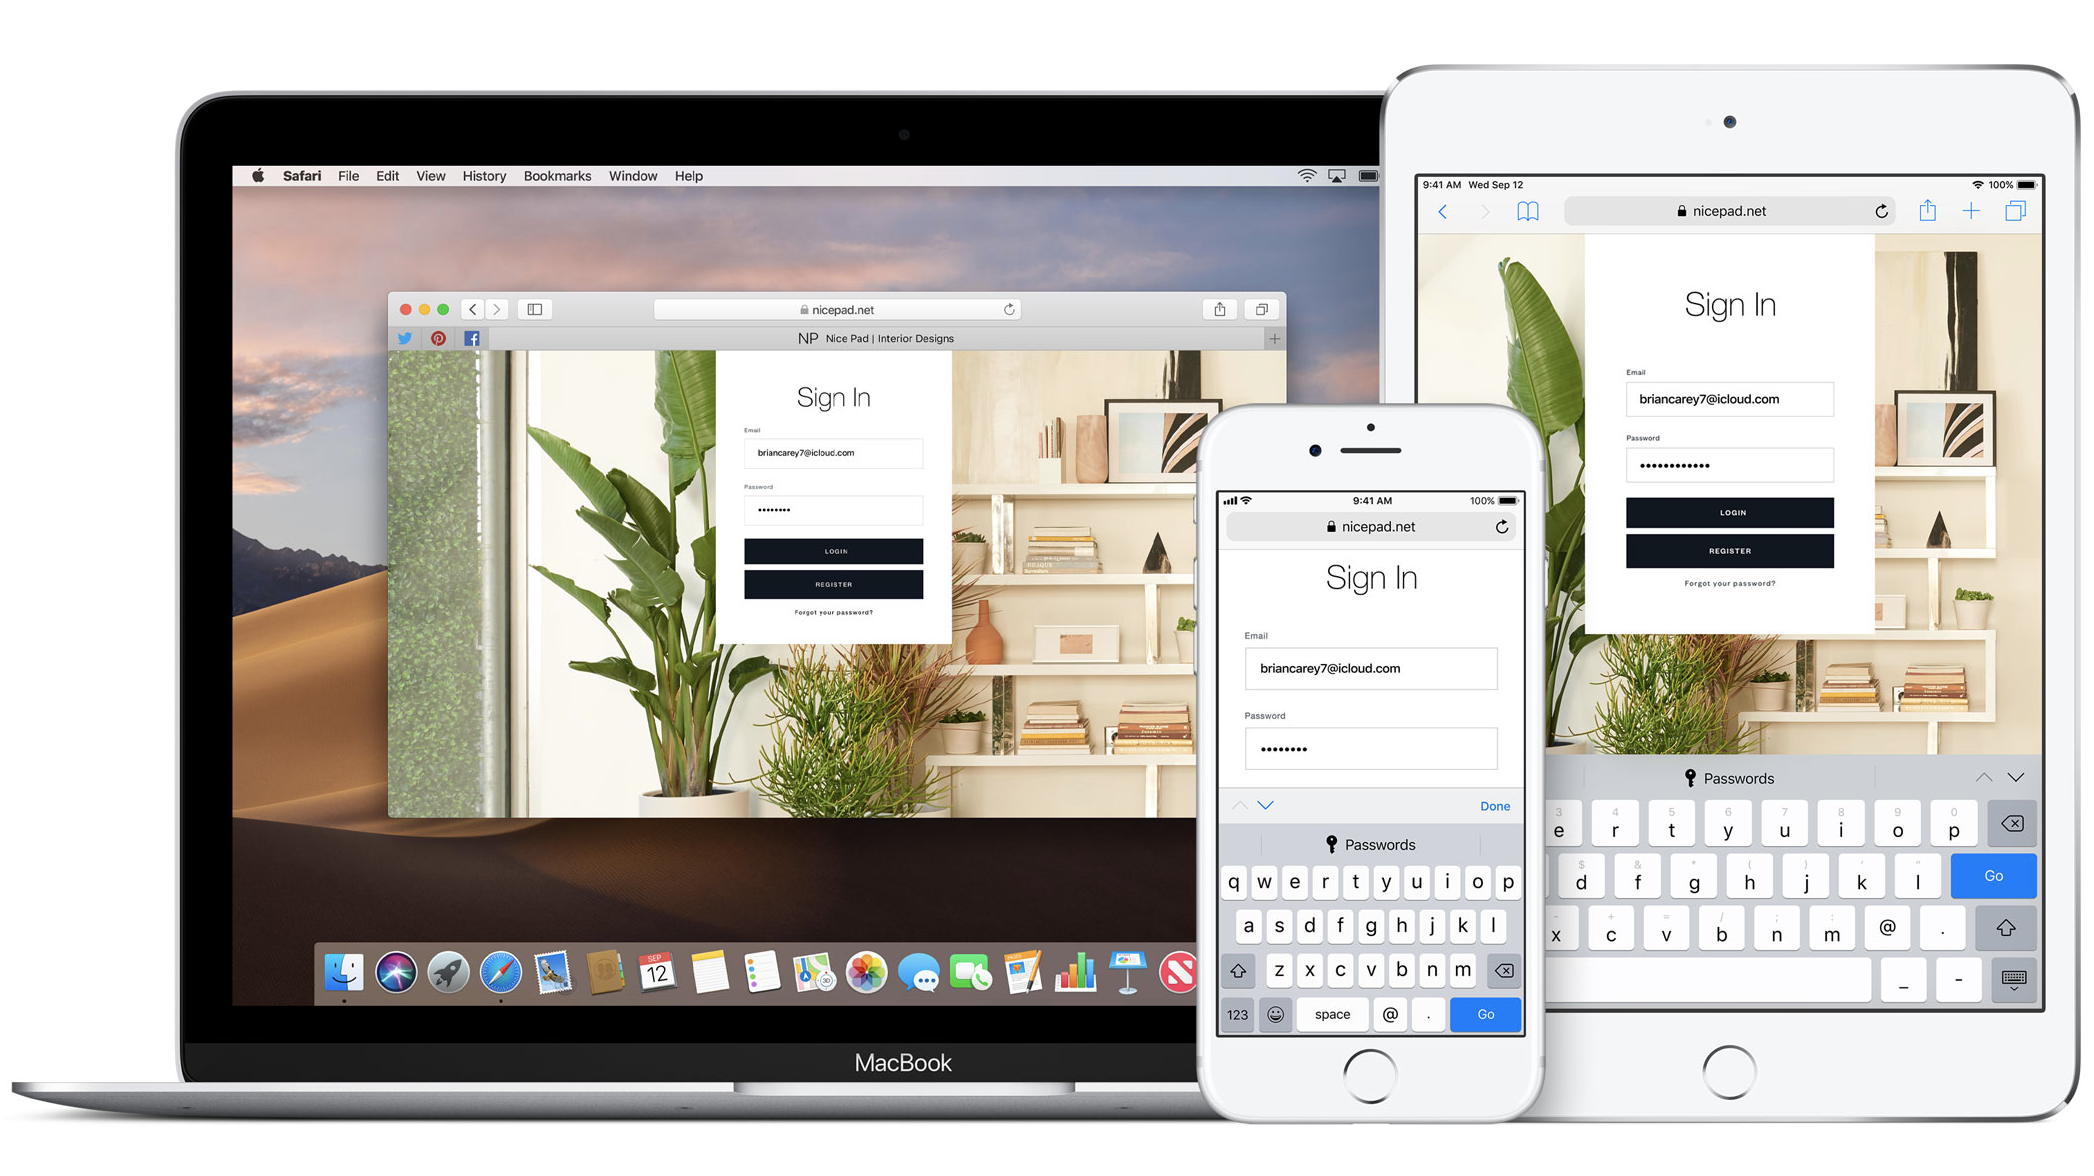 Safari File Edit View History Bookmarks Window Help
nicepad.net
NP Nice Pad | Interior Designs
Sign In
Email
briancarey7@icloud.com
Password
••••••••
LOGIN
REGISTER
Forgot your password?
SEP
12
MacBook
9:41 AM
100%
nicepad.net
Sign In
Email
briancarey7@icloud.com
Password
••••••••
Done
Passwords
q w e r t y u i o p
a s d f g h j k l
z x c v b n m
123 space @ . Go
9:41 AM Wed Sep 12
100%
nicepad.net
Sign In
Email
briancarey7@icloud.com
Password
••••••••••••
LOGIN
REGISTER
Forgot your password?
Passwords
3 4 5 6 7 8 9 0
e r t y u i o p
$ & * ( ) ' "
d f g h j k l Go
- + = / ; :
x c v b n m @ .
_ -